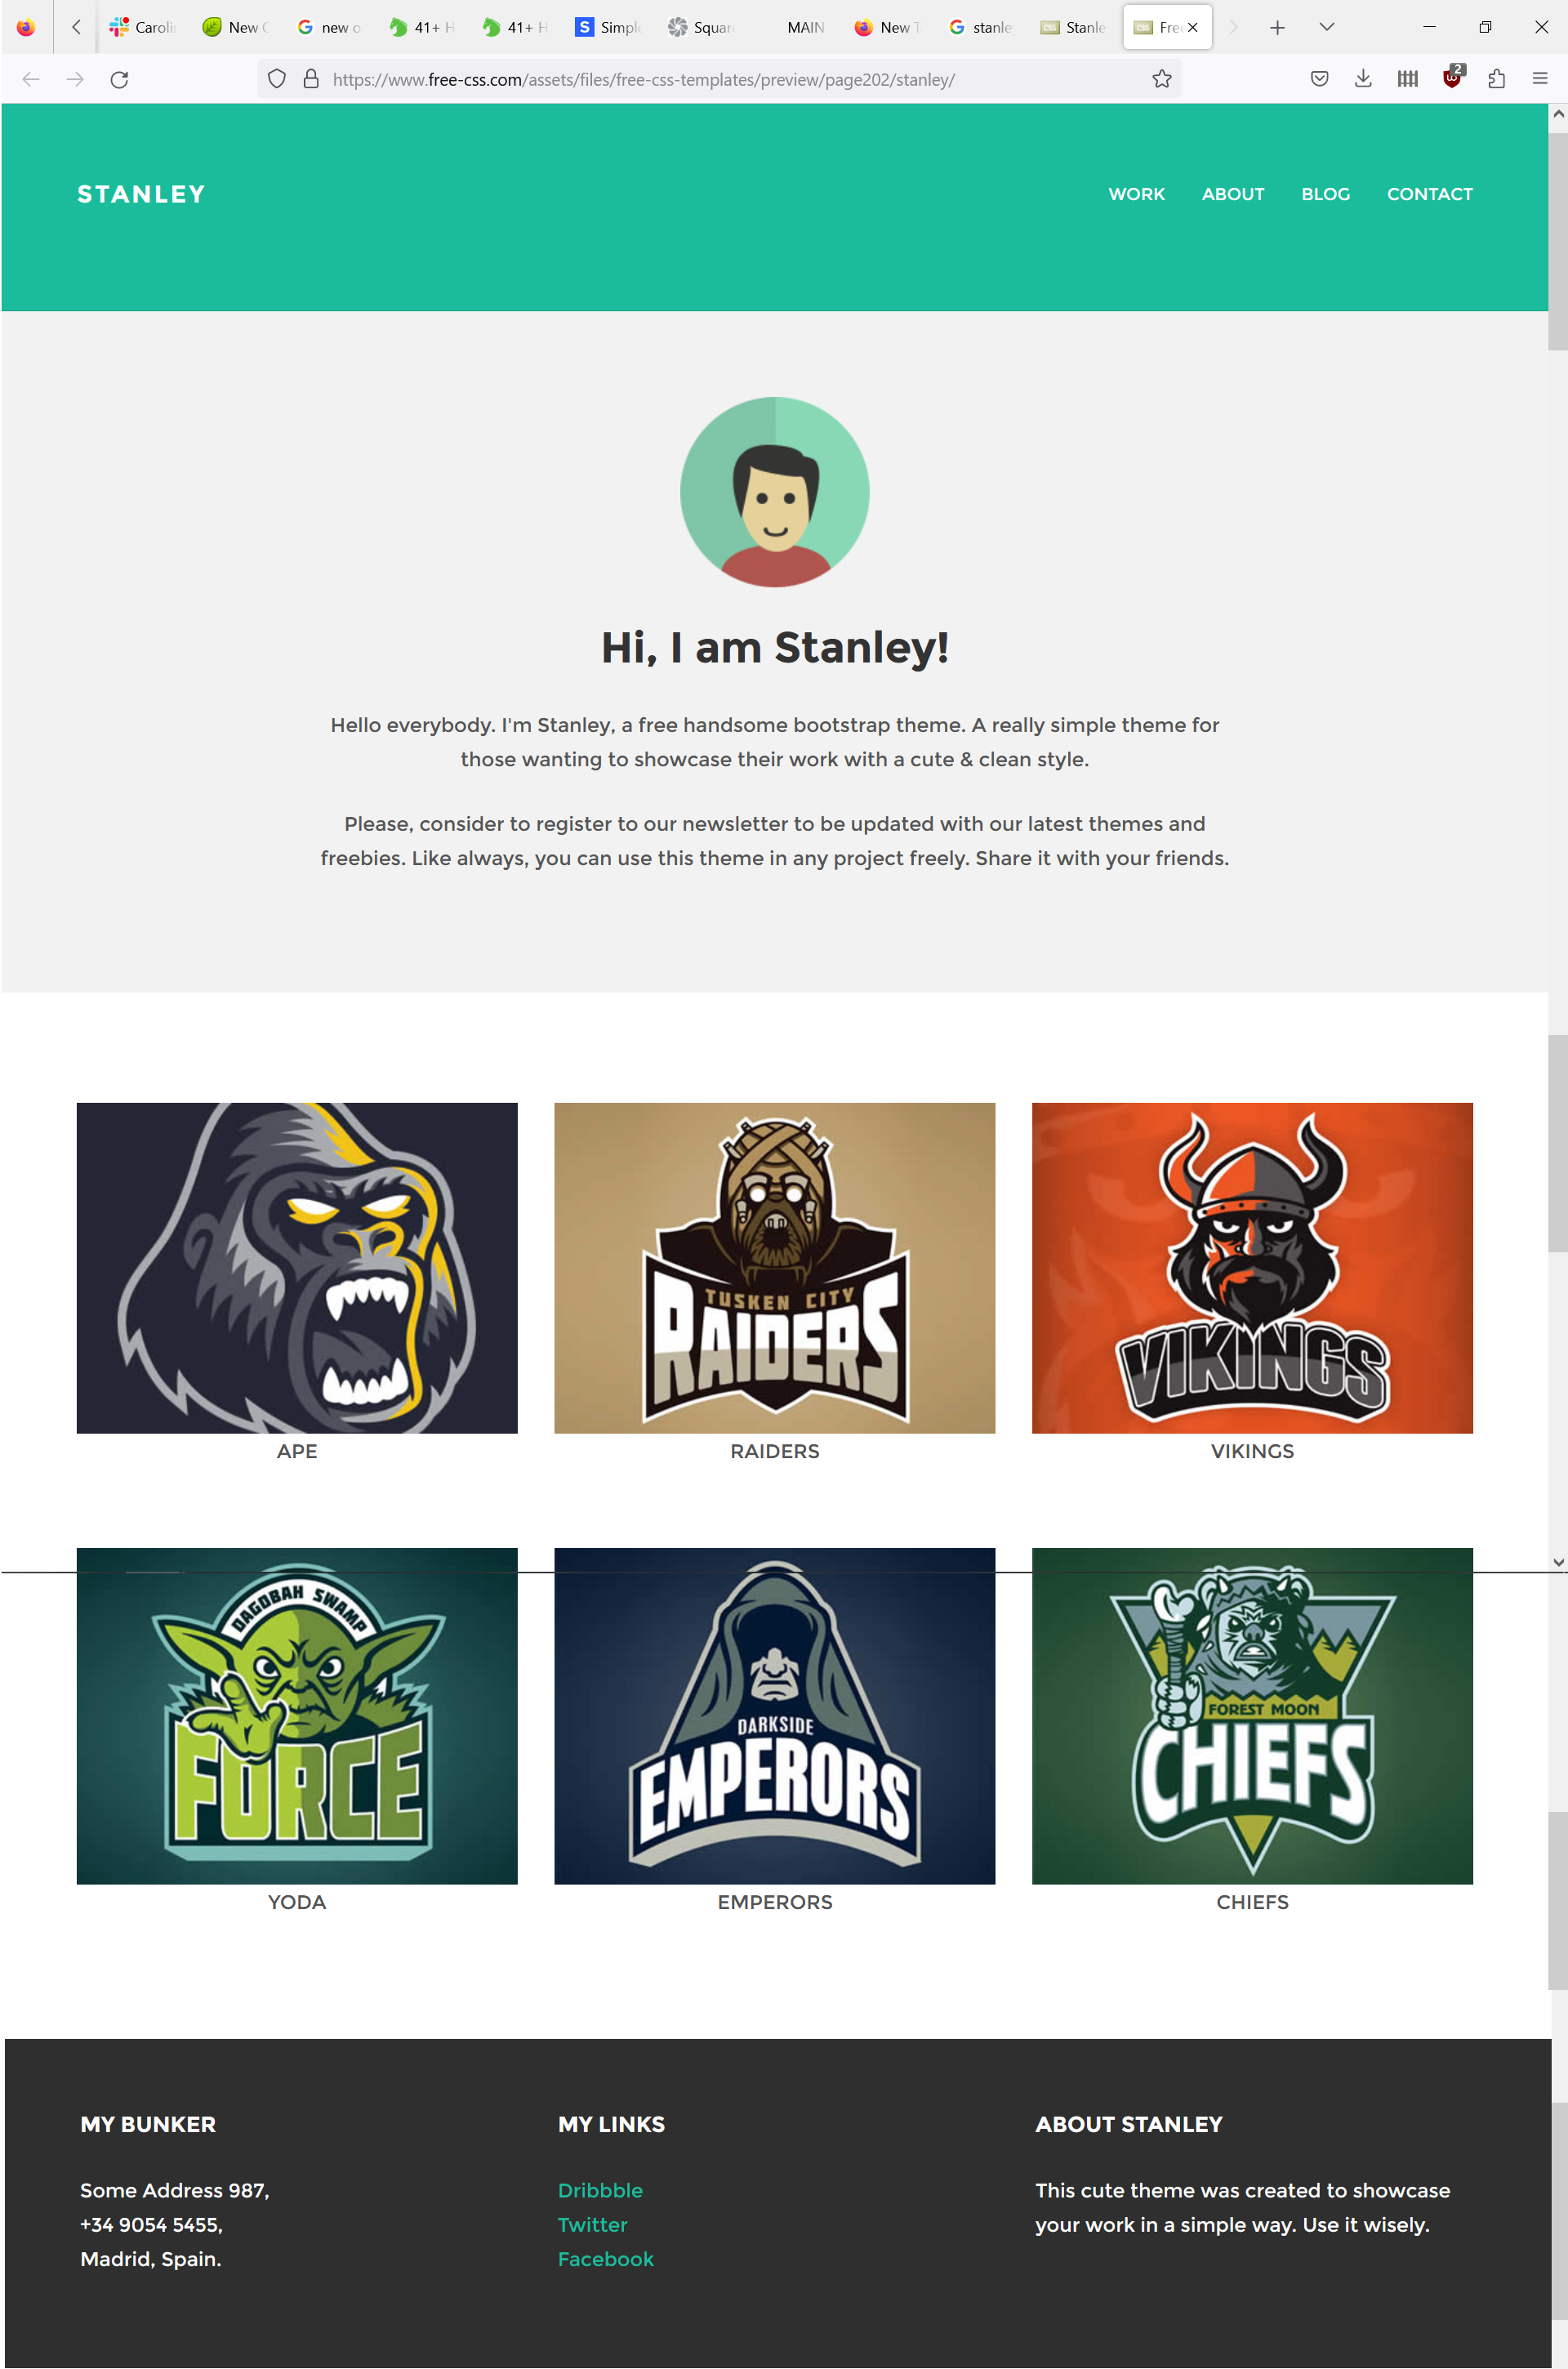 Caroli
New C
new o
41+ H
41+ H
S
Simple
Squar
MAIN
New T
stanle
Stanle
Free
https://www.free-css.com/assets/files/free-css-templates/preview/page202/stanley/
2
STANLEY
WORK ABOUT BLOG CONTACT
Hi, I am Stanley!
Hello everybody. I'm Stanley, a free handsome bootstrap theme. A really simple theme for
those wanting to showcase their work with a cute & clean style.
Please, consider to register to our newsletter to be updated with our latest themes and
freebies. Like always, you can use this theme in any project freely. Share it with your friends.
TUSKEN CITY
RAIDERS
VIKINGS
APE
RAIDERS
VIKINGS
DAGOBAH SWAMP
FORCE
DARKSIDE
EMPERORS
FOREST MOON
CHIEFS
YODA
EMPERORS
CHIEFS
MY BUNKER
Some Address 987,
+34 9054 5455,
Madrid, Spain.
MY LINKS
Dribbble
Twitter
Facebook
ABOUT STANLEY
This cute theme was created to showcase
your work in a simple way. Use it wisely.